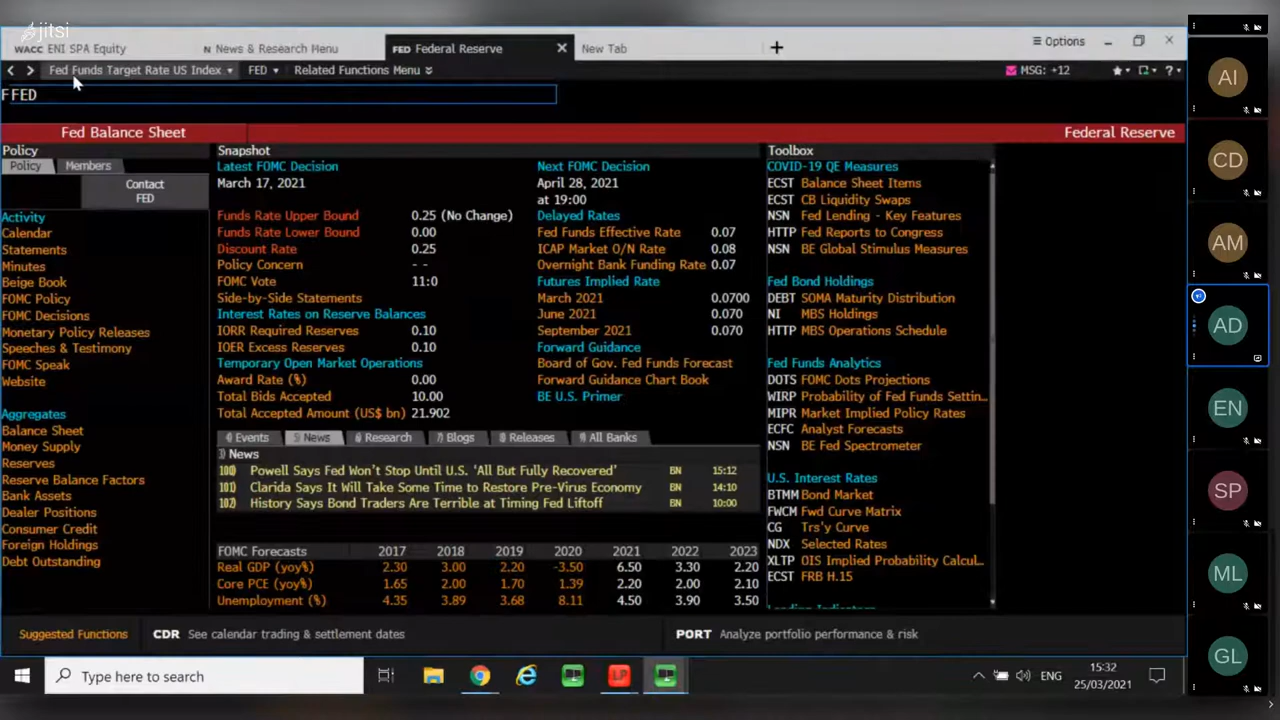 jitsi
WACC ENI SPA Equity
N News & Research Menu
FED Federal Reserve
New Tab
Options
Fed Funds Target Rate US Index
FED
Related Functions Menu
MSG: +12
FFED
Fed Balance Sheet
Federal Reserve
Policy
Policy Members
Contact
FED
Activity
Calendar
Statements
Minutes
Beige Book
FOMC Policy
FOMC Decisions
Monetary Policy Releases
Speeches & Testimony
FOMC Speak
Website
Aggregates
Balance Sheet
Money Supply
Reserves
Reserve Balance Factors
Bank Assets
Dealer Positions
Consumer Credit
Foreign Holdings
Debt Outstanding
Snapshot
Latest FOMC Decision
March 17, 2021
Funds Rate Upper Bound 0.25 (No Change)
Funds Rate Lower Bound 0.00
Discount Rate 0.25
Policy Concern - -
FOMC Vote 11:0
Side-by-Side Statements
Interest Rates on Reserve Balances
IORR Required Reserves 0.10
IOER Excess Reserves 0.10
Temporary Open Market Operations
Award Rate (%) 0.00
Total Bids Accepted 10.00
Total Accepted Amount (US$ bn) 21.902
Next FOMC Decision
April 28, 2021
at 19:00
Delayed Rates
Fed Funds Effective Rate 0.07
ICAP Market O/N Rate 0.08
Overnight Bank Funding Rate 0.07
Futures Implied Rate
March 2021 0.0700
June 2021 0.070
September 2021 0.070
Forward Guidance
Board of Gov. Fed Funds Forecast
Forward Guidance Chart Book
BE U.S. Primer
4) Events 5) News 6) Research 7) Blogs 8) Releases 9) All Banks
3) News
100) Powell Says Fed Won't Stop Until U.S. 'All But Fully Recovered' BN 15:12
101) Clarida Says It Will Take Some Time to Restore Pre-Virus Economy BN 14:10
102) History Says Bond Traders Are Terrible at Timing Fed Liftoff BN 10:00
FOMC Forecasts 2017 2018 2019 2020 2021 2022 2023
Real GDP (yoy%) 2.30 3.00 2.20 -3.50 6.50 3.30 2.20
Core PCE (yoy%) 1.65 2.00 1.70 1.39 2.20 2.00 2.10
Unemployment (%) 4.35 3.89 3.68 8.11 4.50 3.90 3.50
Toolbox
COVID-19 QE Measures
ECST Balance Sheet Items
ECST CB Liquidity Swaps
NSN Fed Lending - Key Features
HTTP Fed Reports to Congress
NSN BE Global Stimulus Measures
Fed Bond Holdings
DEBT SOMA Maturity Distribution
NI MBS Holdings
HTTP MBS Operations Schedule
Fed Funds Analytics
DOTS FOMC Dots Projections
WIRP Probability of Fed Funds Settin...
MIPR Market Implied Policy Rates
ECFC Analyst Forecasts
NSN BE Fed Spectrometer
U.S. Interest Rates
BTMM Bond Market
FWCM Fwd Curve Matrix
CG Trs'y Curve
NDX Selected Rates
XLTP OIS Implied Probability Calcul...
ECST FRB H.15
Suggested Functions
CDR See calendar trading & settlement dates
PORT Analyze portfolio performance & risk
Type here to search
LP
ENG
15:32
25/03/2021
AI
CD
AM
AD
EN
SP
ML
GL